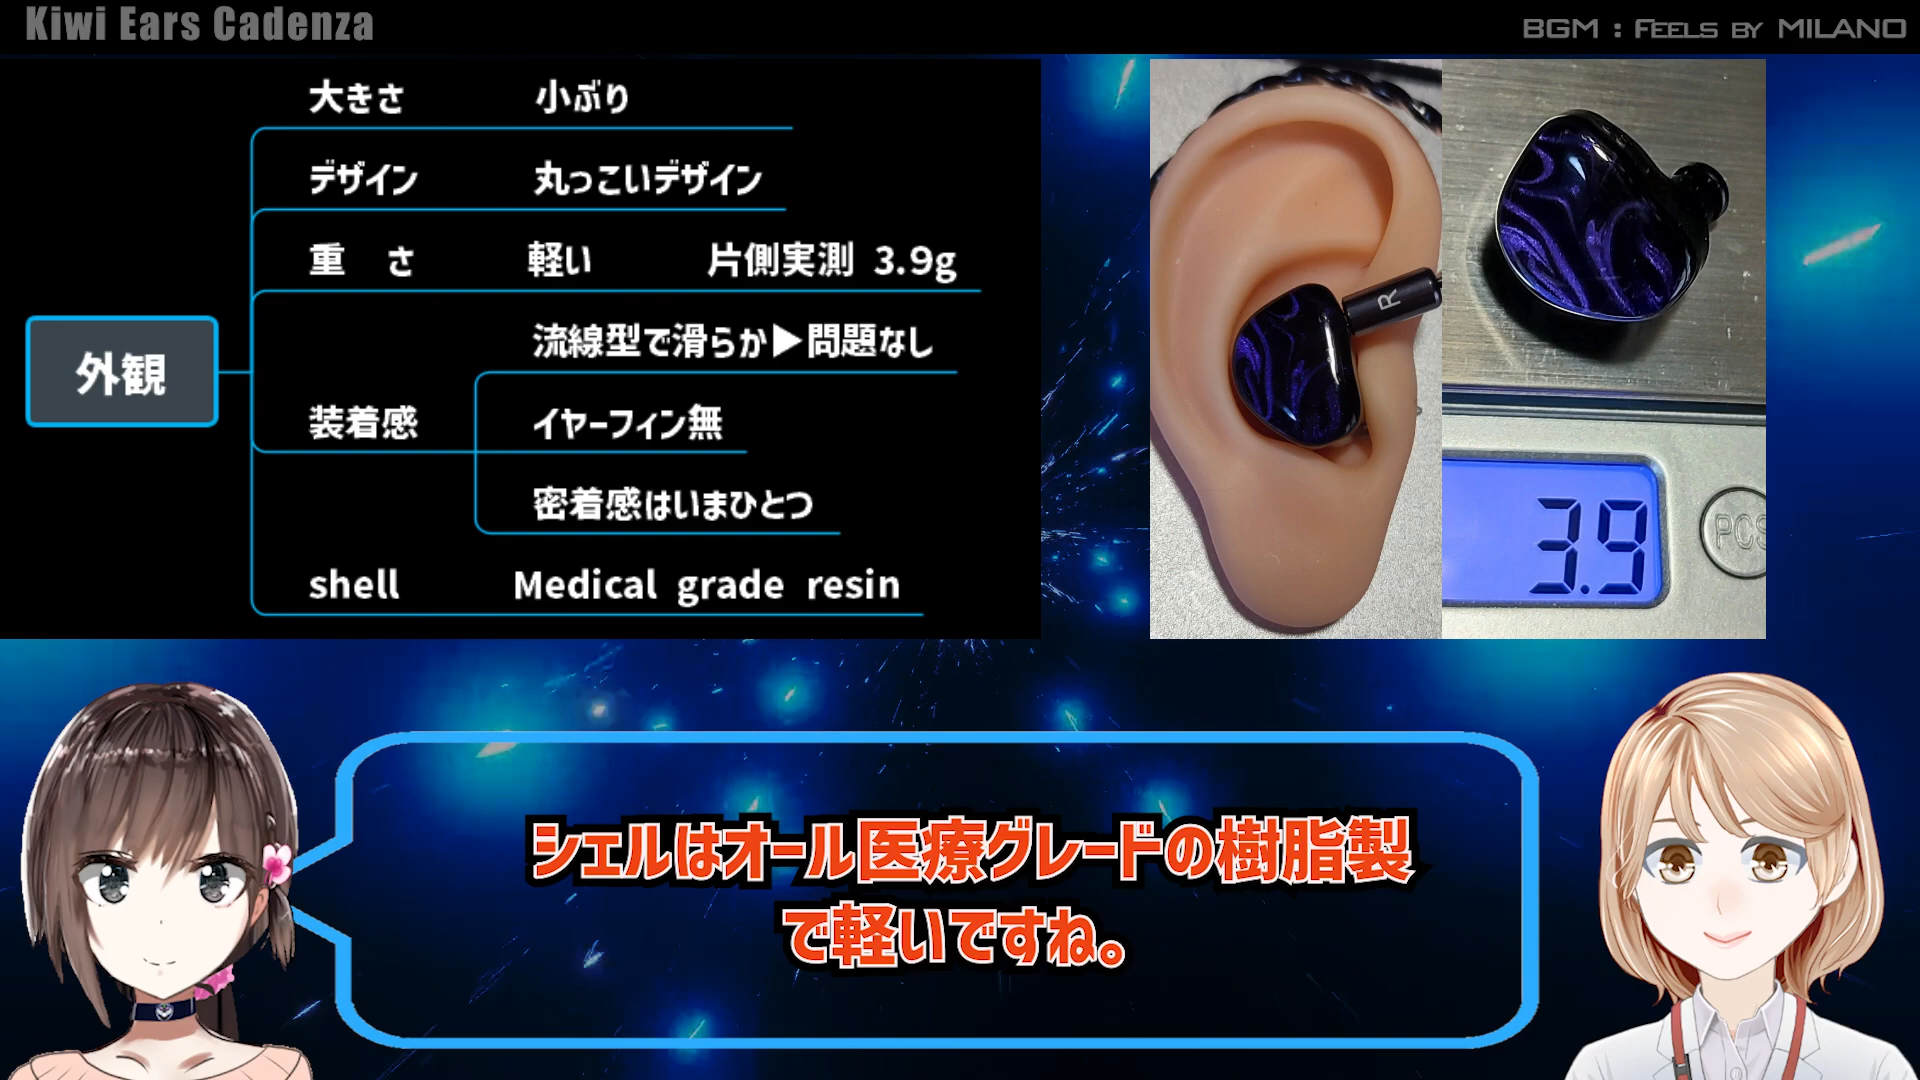 Kiwi Ears Cadenza
BGM : Feels by MILANO
大きさ 小ぶり
デザイン 丸っこいデザイン
重 さ 軽い 片側実測 3.9g
外観
流線型で滑らか▶問題なし
装着感 イヤーフィン無
密着感はいまひとつ
shell Medical grade resin
R
3.9
PCS
シェルはオール医療グレードの樹脂製
で軽いですね。